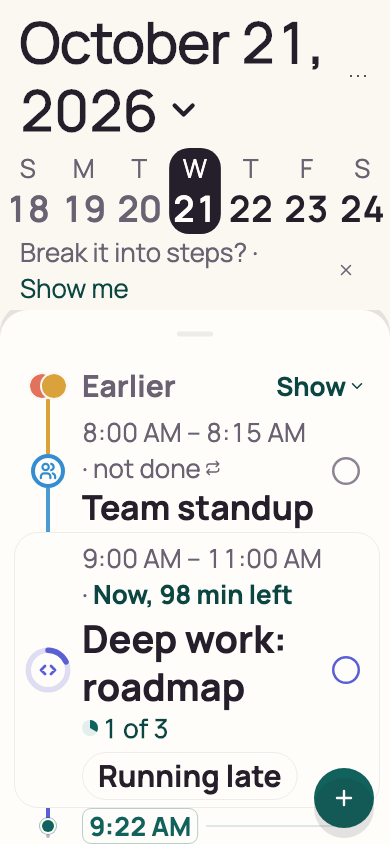 October 21,
2026
...
S M T W T F S
18 19 20 21 22 23 24
Break it into steps? ·
Show me
Earlier Show
8:00 AM – 8:15 AM
· not done
Team standup
9:00 AM – 11:00 AM
· Now, 98 min left
Deep work:
roadmap
1 of 3
Running late
9:22 AM